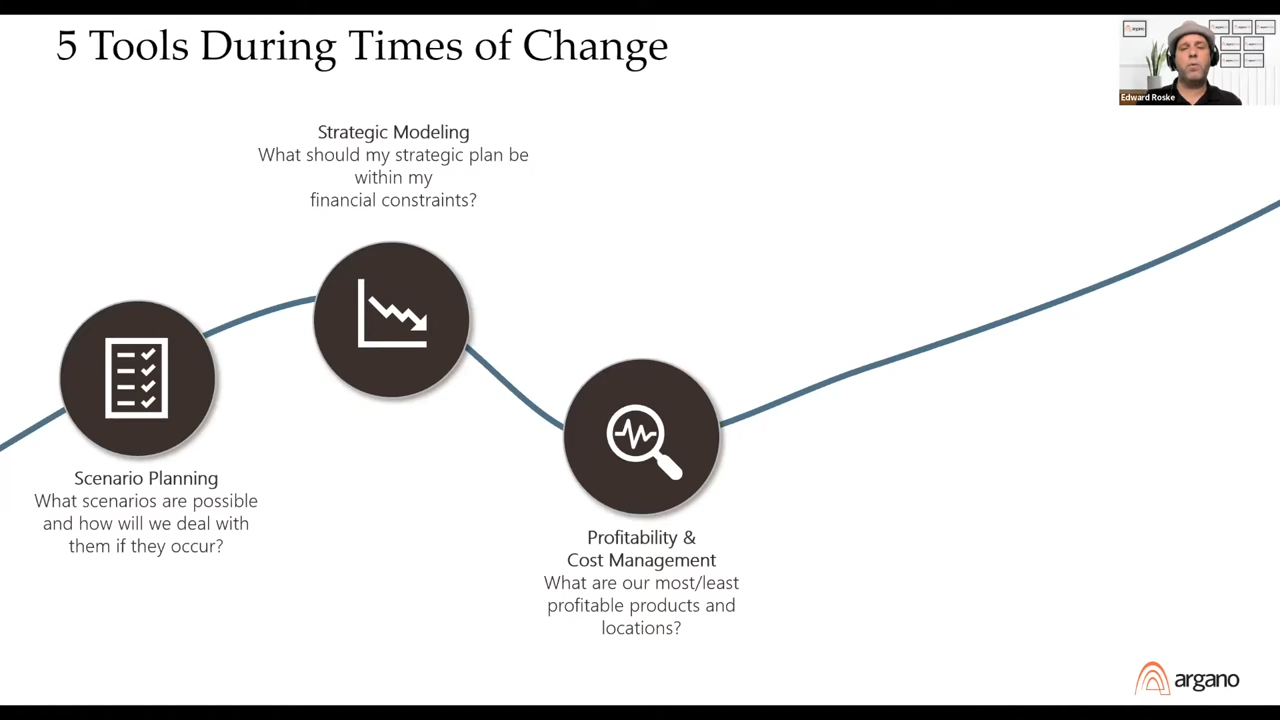 5 Tools During Times of Change
Edward Roske
Strategic Modeling
What should my strategic plan be
within my
financial constraints?
Scenario Planning
What scenarios are possible
and how will we deal with
them if they occur?
Profitability &
Cost Management
What are our most/least
profitable products and
locations?
argano